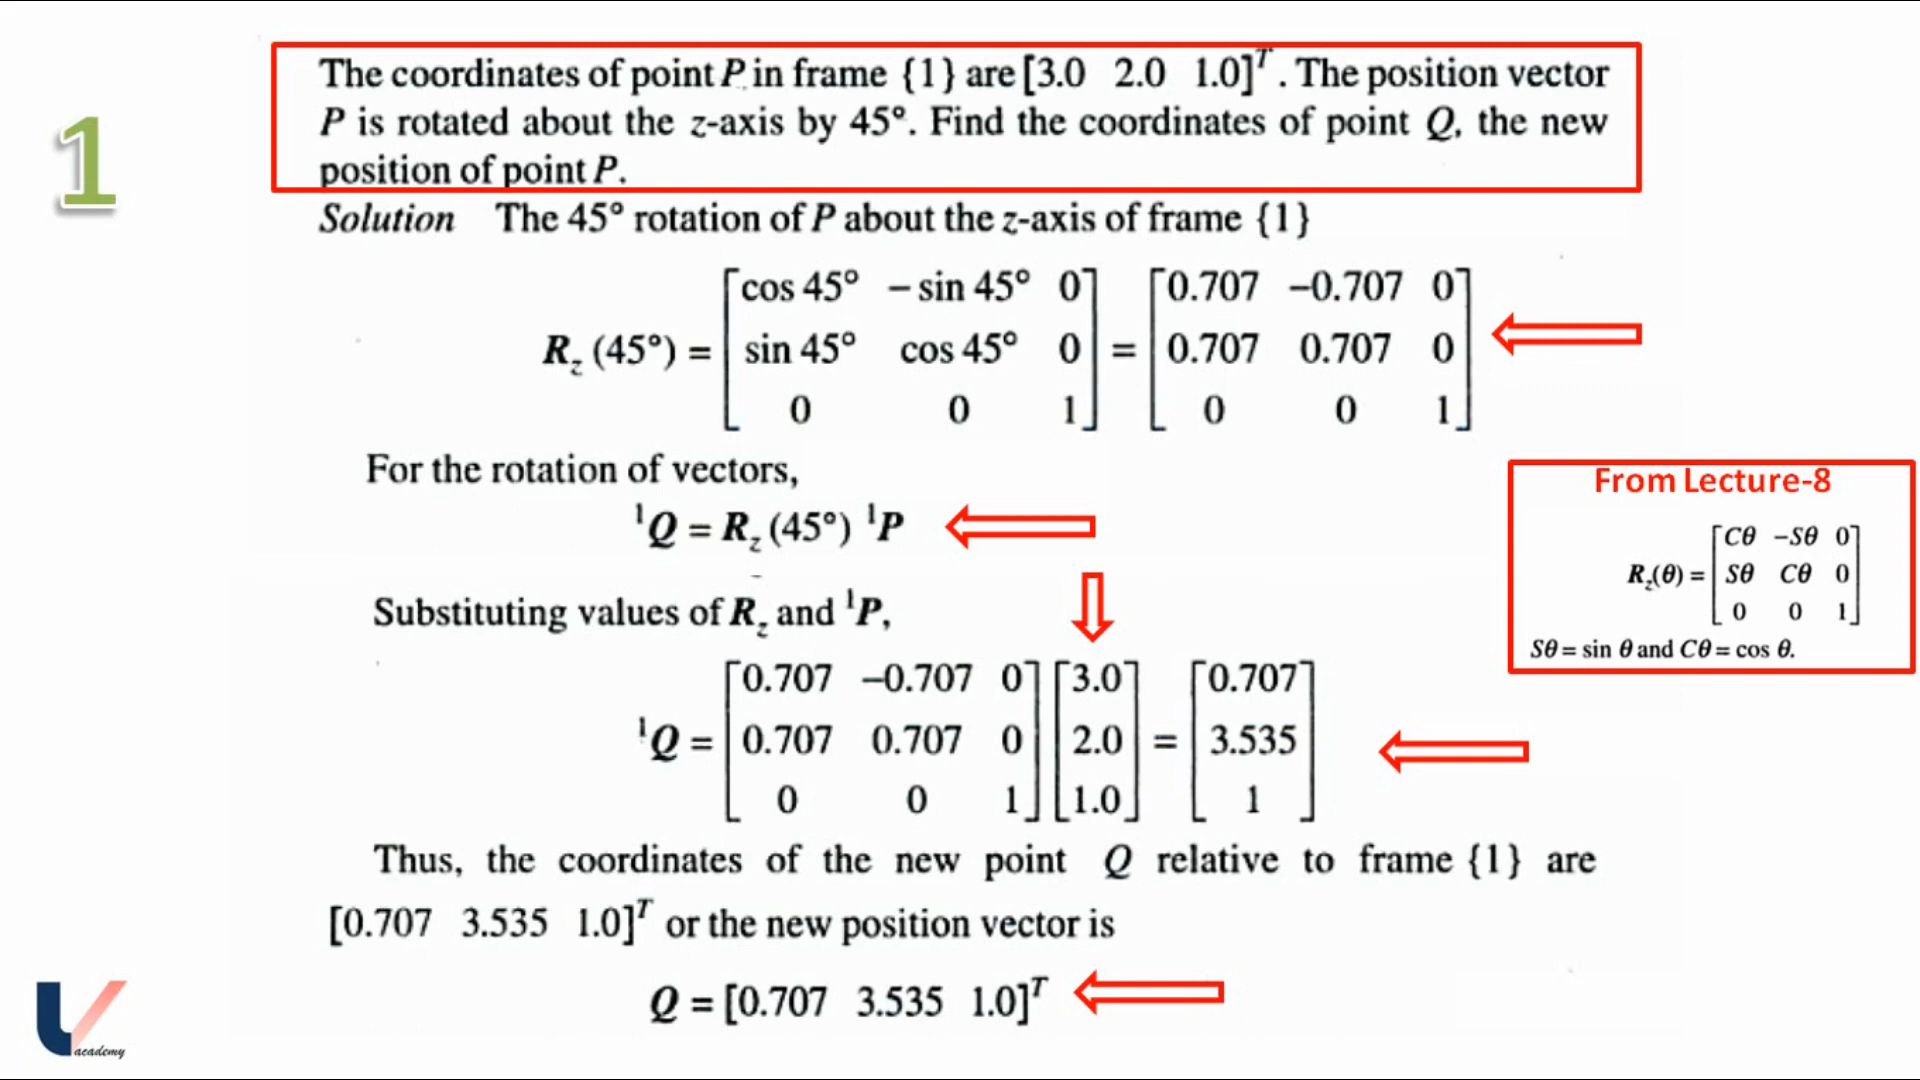 1
The coordinates of point P in frame {1} are [3.0 2.0 1.0]ᵀ. The position vector
P is rotated about the z-axis by 45°. Find the coordinates of point Q, the new
position of point P.
Solution The 45° rotation of P about the z-axis of frame {1}
R_z (45°) = [cos 45° − sin 45° 0; sin 45° cos 45° 0; 0 0 1] = [0.707 −0.707 0; 0.707 0.707 0; 0 0 1]
For the rotation of vectors,
¹Q = R_z (45°) ¹P
From Lecture-8
R_z(θ) = [Cθ −Sθ 0; Sθ Cθ 0; 0 0 1]
Sθ = sin θ and Cθ = cos θ.
Substituting values of R_z and ¹P,
¹Q = [0.707 −0.707 0; 0.707 0.707 0; 0 0 1] [3.0; 2.0; 1.0] = [0.707; 3.535; 1]
Thus, the coordinates of the new point Q relative to frame {1} are
[0.707 3.535 1.0]ᵀ or the new position vector is
Q = [0.707 3.535 1.0]ᵀ
academy